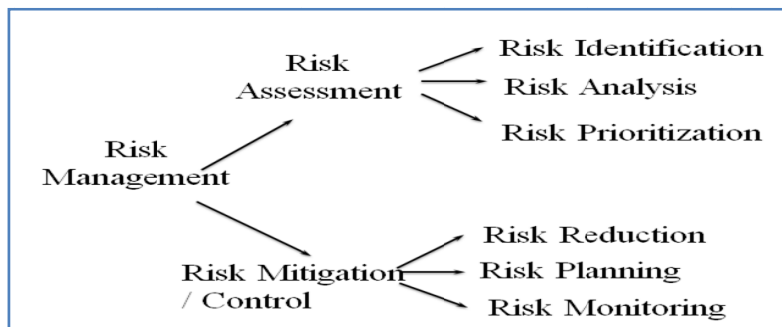 Risk Identification
Risk
Assessment
Risk Analysis
Risk Prioritization
Risk
Management
Risk Reduction
Risk Mitigation
/ Control
Risk Planning
Risk Monitoring